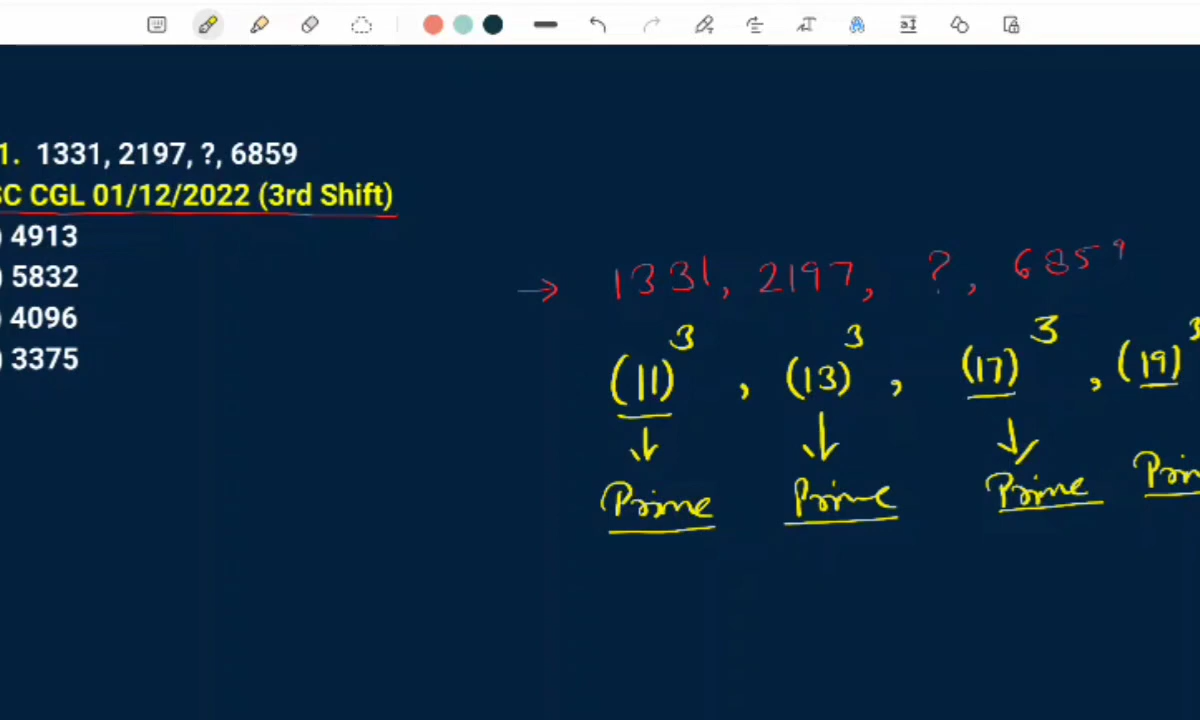 1. 1331, 2197, ?, 6859
SC CGL 01/12/2022 (3rd Shift)
) 4913
) 5832
) 4096
) 3375
→ 1331, 2197, ?, 6859
(11)³, (13)³, (17)³, (19)³
Prime Prime Prime Prim